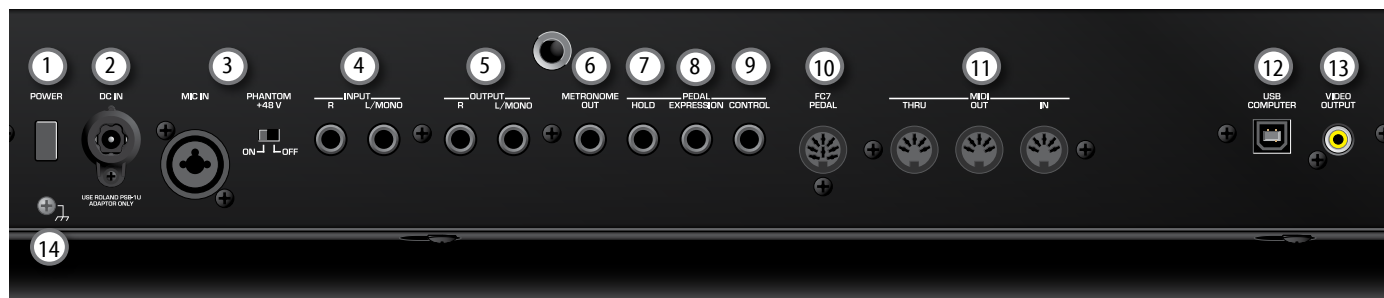 1
2
3
4
5
6
7
8
9
10
11
12
13
14
POWER
DC IN
MIC IN
PHANTOM
+48 V
ON
OFF
INPUT
R
L/MONO
OUTPUT
R
L/MONO
METRONOME
OUT
PEDAL
HOLD
EXPRESSION
CONTROL
FC7
PEDAL
MIDI
THRU
OUT
IN
USB
COMPUTER
VIDEO
OUTPUT
USE ROLAND PSB-1U
ADAPTOR ONLY